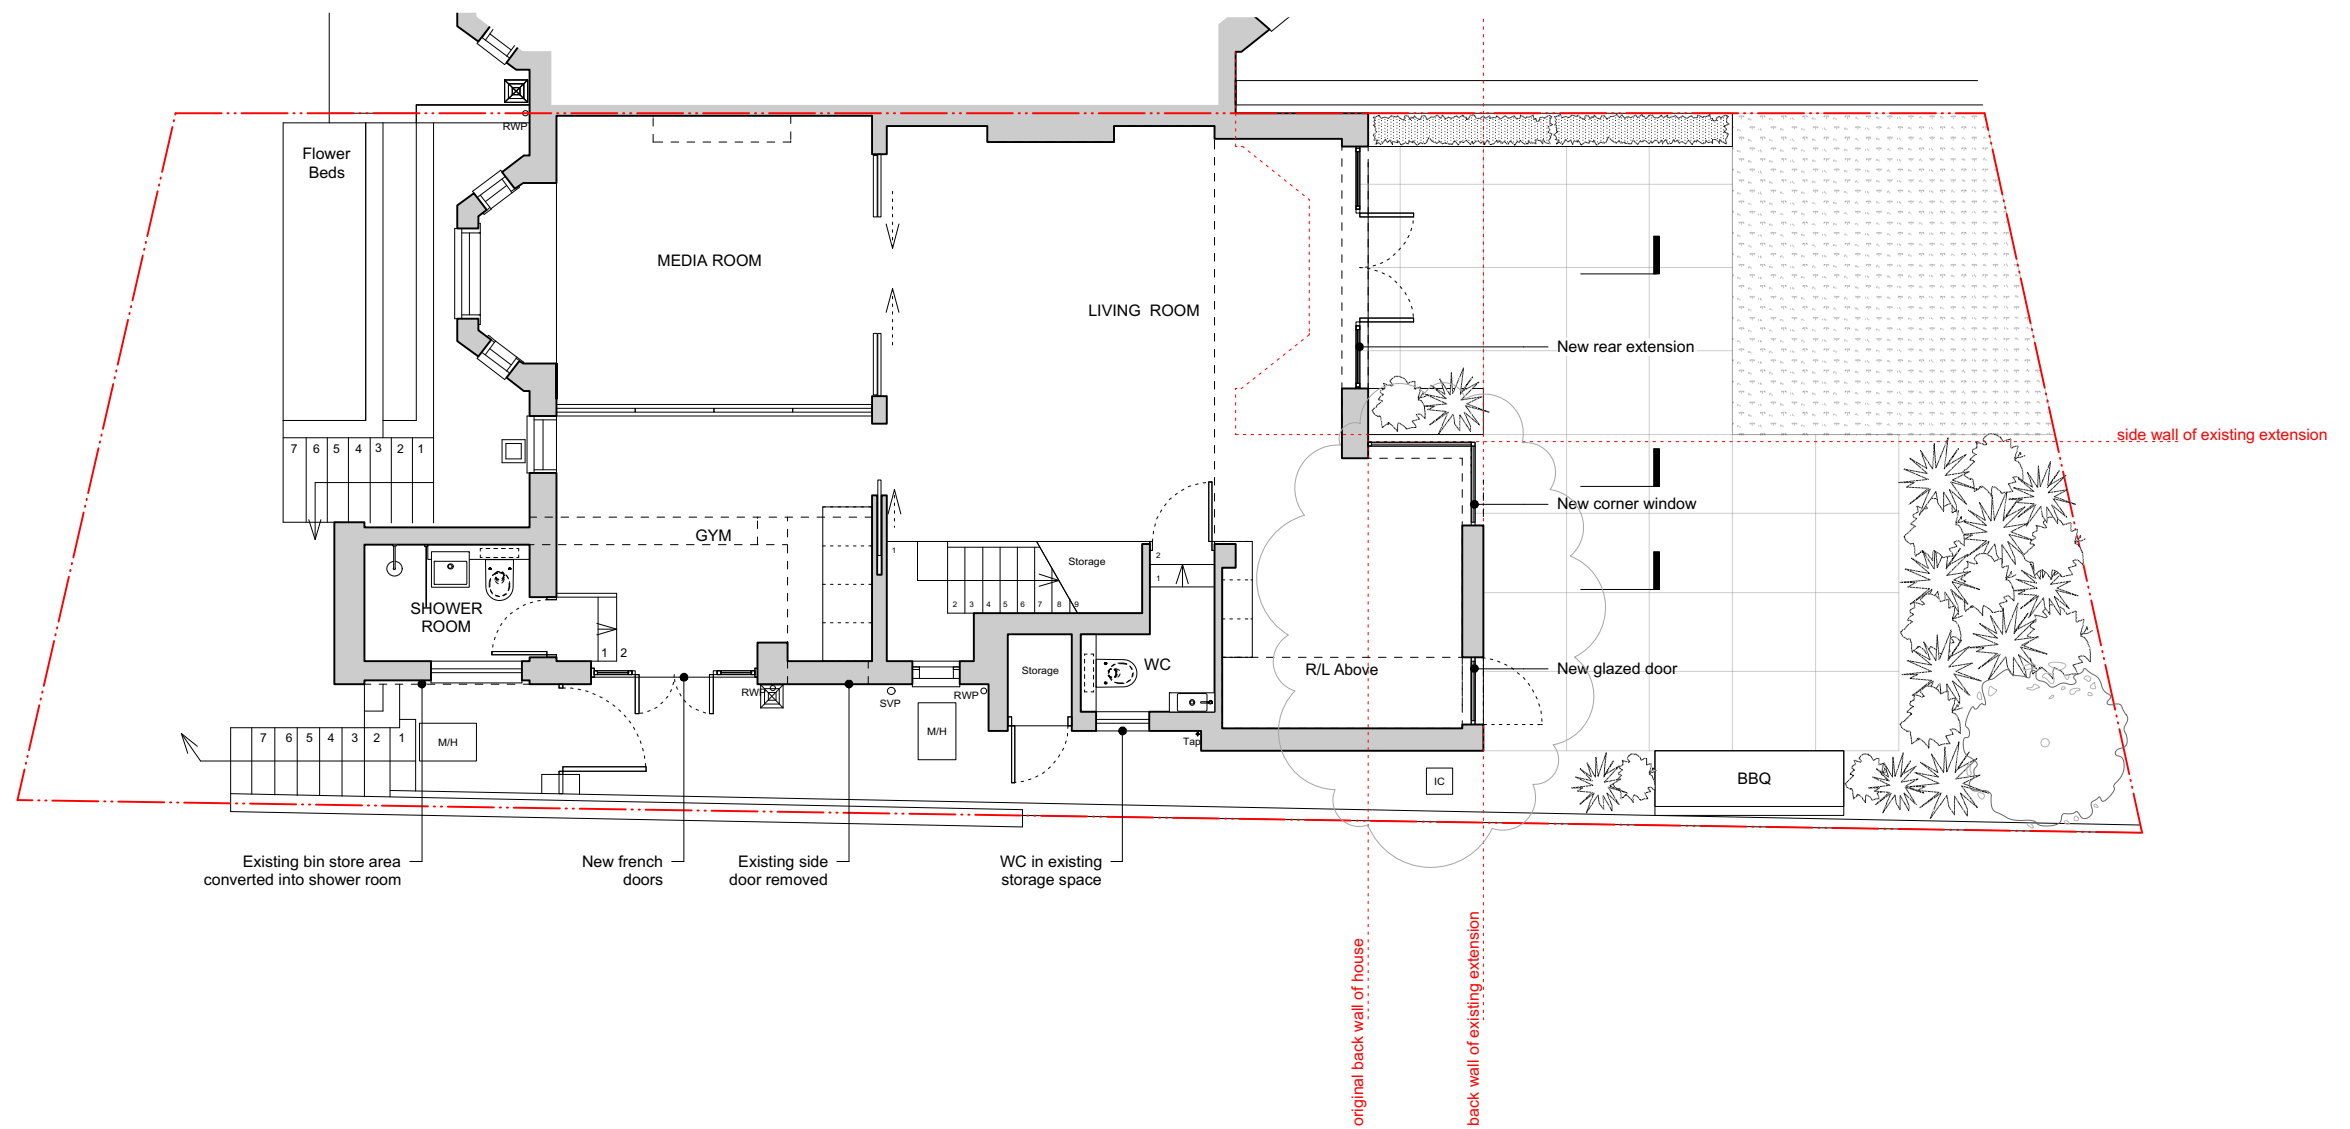 RWP
Flower
Beds
MEDIA ROOM
LIVING  ROOM
New rear extension
side wall of existing extension
7 6 5 4 3 2 1
New corner window
GYM
1
Storage
2
1
2 3 4 5 6 7 8 9
SHOWER
ROOM
1 2
Storage
WC
R/L Above
New glazed door
RWP
SVP
RWP
M/H
M/H
Tap
7 6 5 4 3 2 1
IC
BBQ
Existing bin store area
converted into shower room
New french
doors
Existing side
door removed
WC in existing
storage space
original back wall of house
back wall of existing extension